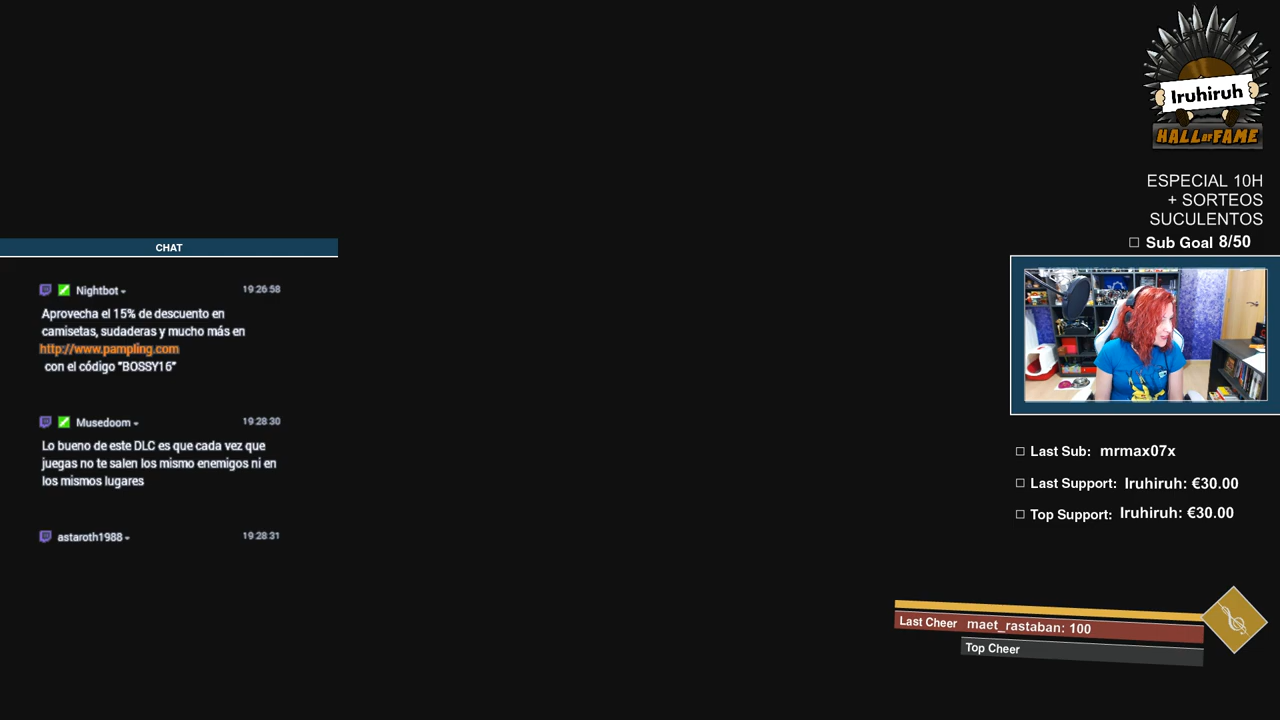 Iruhiruh
HALL OF FAME
ESPECIAL 10H
+ SORTEOS
SUCULENTOS
Sub Goal 8/50
CHAT
Nightbot 19:26:58
Aprovecha el 15% de descuento en
camisetas, sudaderas y mucho más en
http://www.pampling.com
con el código "BOSSY16"
Musedoom 19:28:30
Lo bueno de este DLC es que cada vez que
juegas no te salen los mismo enemigos ni en
los mismos lugares
astaroth1988 19:28:31
Last Sub: mrmax07x
Last Support: Iruhiruh: €30.00
Top Support: Iruhiruh: €30.00
Last Cheer maet_rastaban: 100
Top Cheer